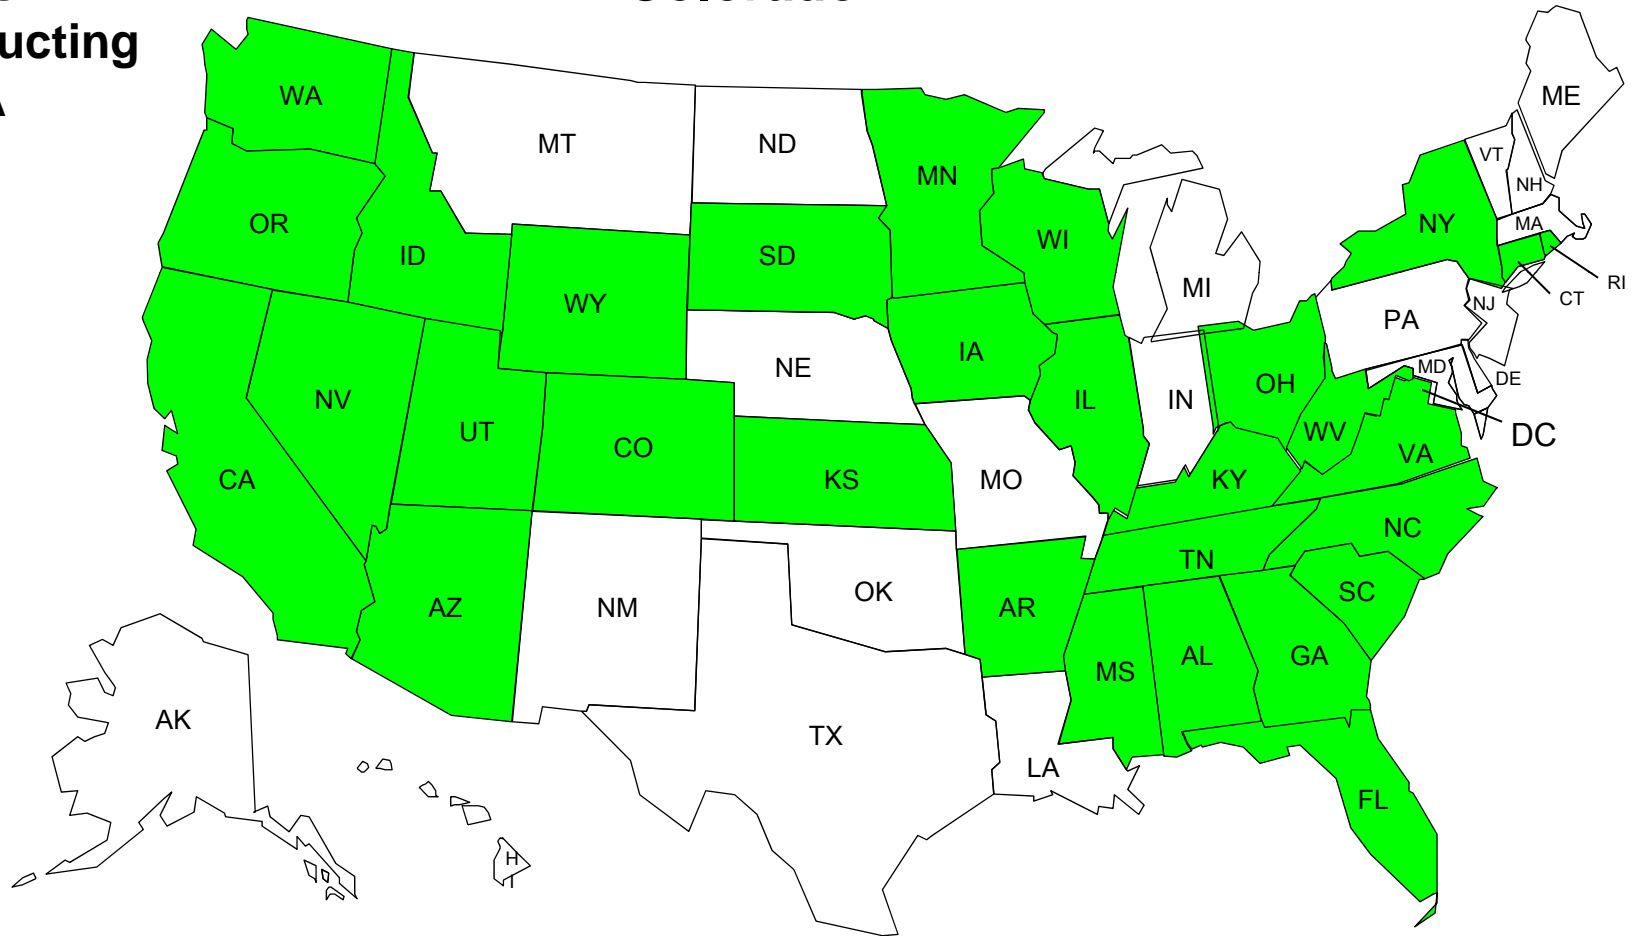 ucting
WA
MT
ND
MN
ME
VT
NH
OR
ID
SD
WI
NY
MA
WY
MI
RI
CT
PA
NJ
IA
NE
MD
DE
OH
NV
IL
IN
UT
CO
WV
DC
CA
KS
MO
KY
VA
NC
TN
AZ
NM
OK
AR
SC
MS
AL
GA
AK
TX
LA
FL
H
I